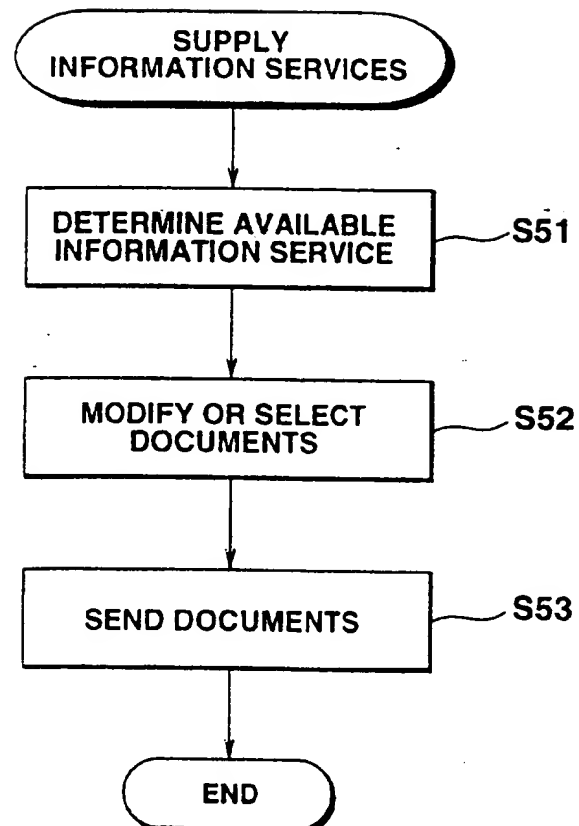 SUPPLY
INFORMATION SERVICES
DETERMINE AVAILABLE
INFORMATION SERVICE
S51
MODIFY OR SELECT
DOCUMENTS
S52
SEND DOCUMENTS
S53
END